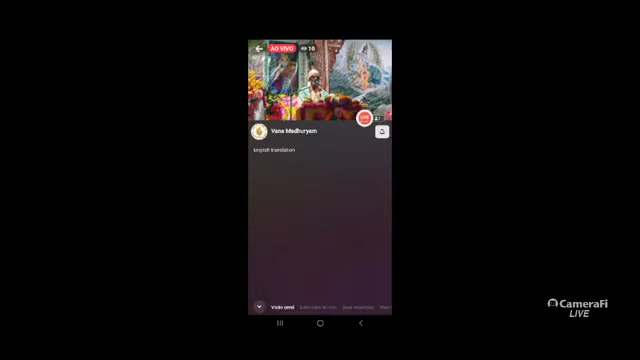 AO VIVO 10
Vana Madhuryam
English translation
Visão geral
CameraFi
LIVE